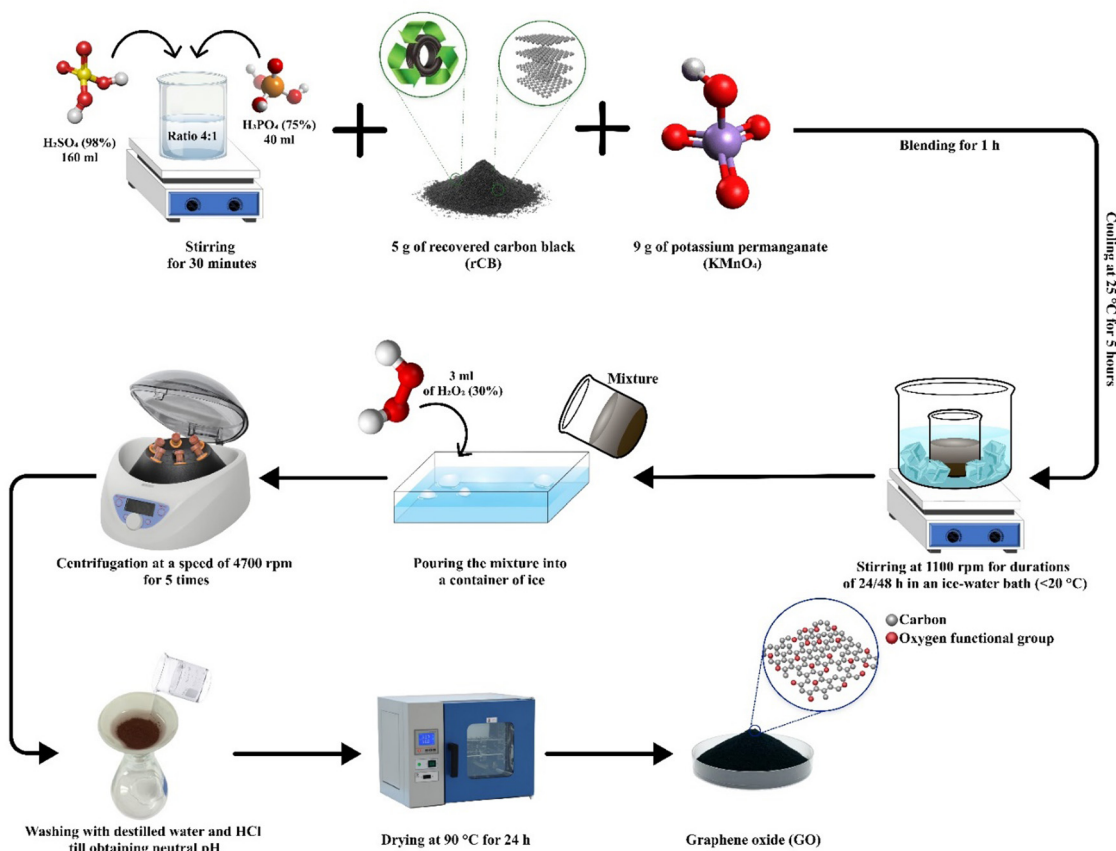 H₂SO₄ (98%)
160 ml
Ratio 4:1
H₃PO₄ (75%)
40 ml
Stirring
for 30 minutes
5 g of recovered carbon black
(rCB)
9 g of potassium permanganate
(KMnO₄)
Blending for 1 h
Cooling at 25 °C for 5 hours
Stirring at 1100 rpm for durations
of 24/48 h in an ice-water bath (<20 °C)
Mixture
3 ml
of H₂O₂ (30%)
Pouring the mixture into
a container of ice
Centrifugation at a speed of 4700 rpm
for 5 times
Washing with destilled water and HCl
till obtaining neutral pH
Drying at 90 °C for 24 h
Carbon
Oxygen functional group
Graphene oxide (GO)